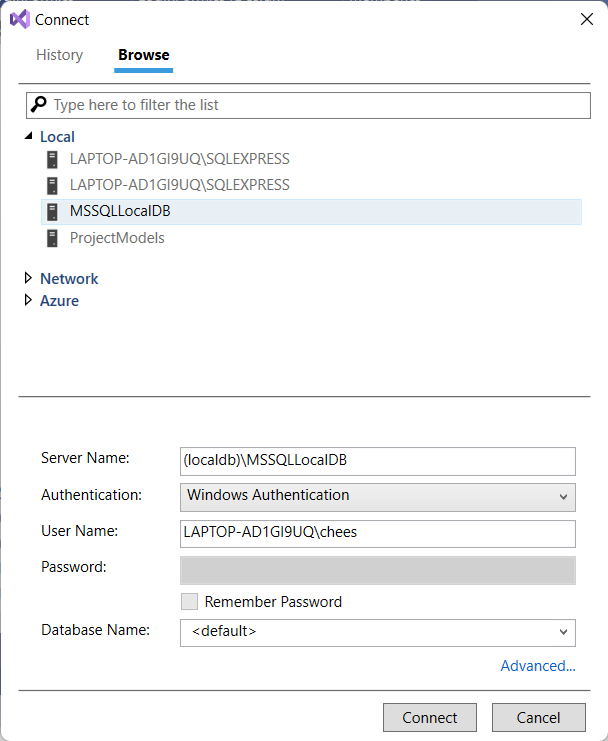 Connect
History Browse
Type here to filter the list
Local
LAPTOP-AD1GI9UQ\SQLEXPRESS
LAPTOP-AD1GI9UQ\SQLEXPRESS
MSSQLLocalDB
ProjectModels
Network
Azure
Server Name: (localdb)\MSSQLLocalDB
Authentication: Windows Authentication
User Name: LAPTOP-AD1GI9UQ\chees
Password:
Remember Password
Database Name: <default>
Advanced...
Connect Cancel